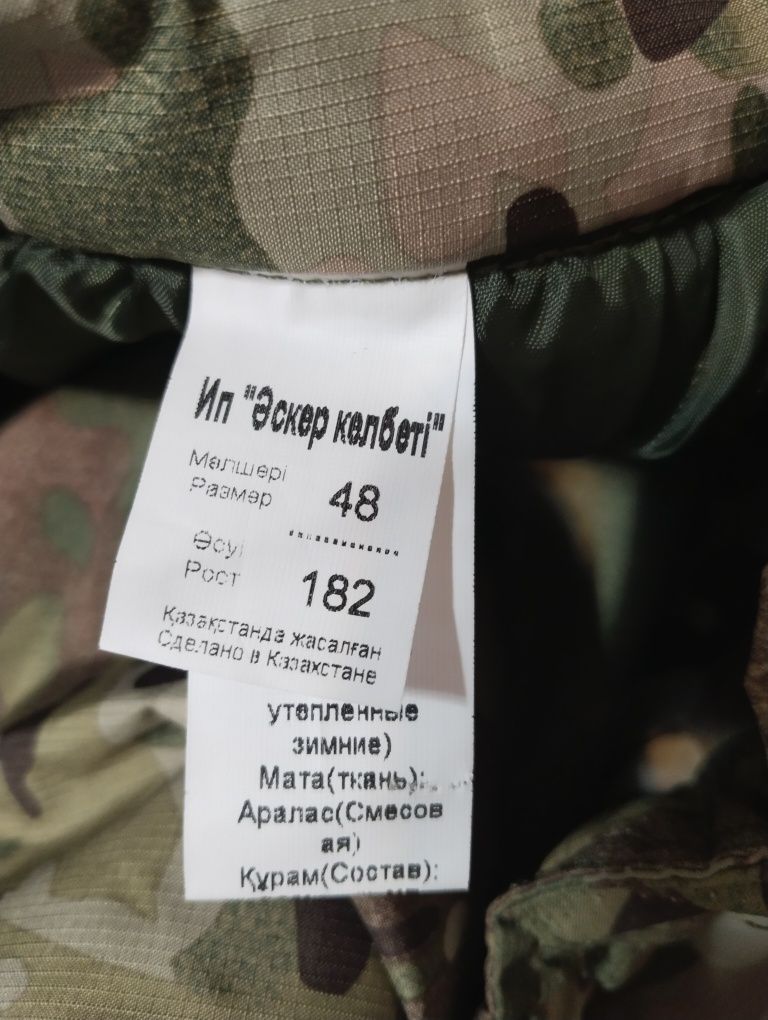 Ип "Әскер келбеті"
Мөлшері
Размер 48
Өсуі
Рост 182
Қазақстанда жасалған
Сделано в Казахстане
утепленные
зимние)
Мата(ткань):
Аралас(Смесов
ая)
Құрам(Состав):